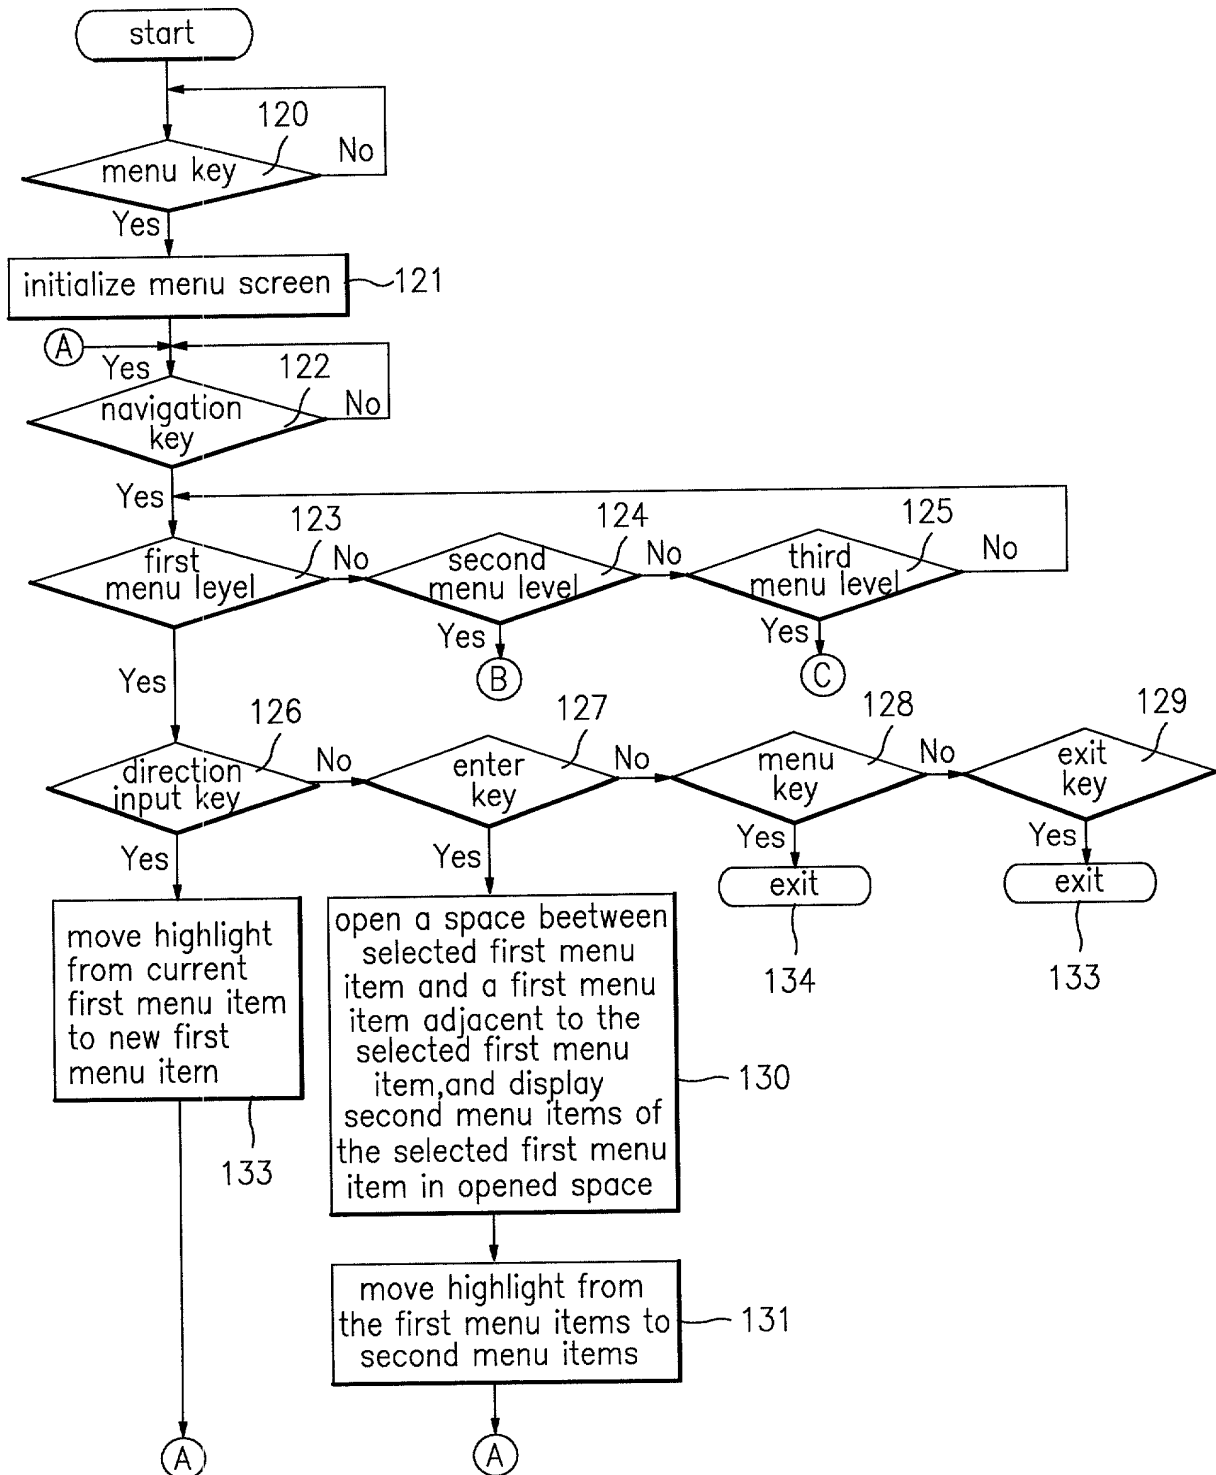 start
120
menu key
No
Yes
initialize menu screen
121
A
Yes
122
navigation
key
No
Yes
123
first
menu leyel
No
124
second
menu level
No
125
third
menu level
No
Yes
Yes
Yes
B
C
126
direction
input key
No
127
enter
key
No
128
menu
key
No
129
exit
key
Yes
Yes
Yes
Yes
exit
exit
134
133
move highlight
from current
first menu item
to new first
menu item
133
open a space beetween
selected first menu
item and a first menu
item adjacent to the
selected first menu
item,and display
second menu items of
the selected first menu
item in opened space
130
move highlight from
the first menu items to
second menu items
131
A
A